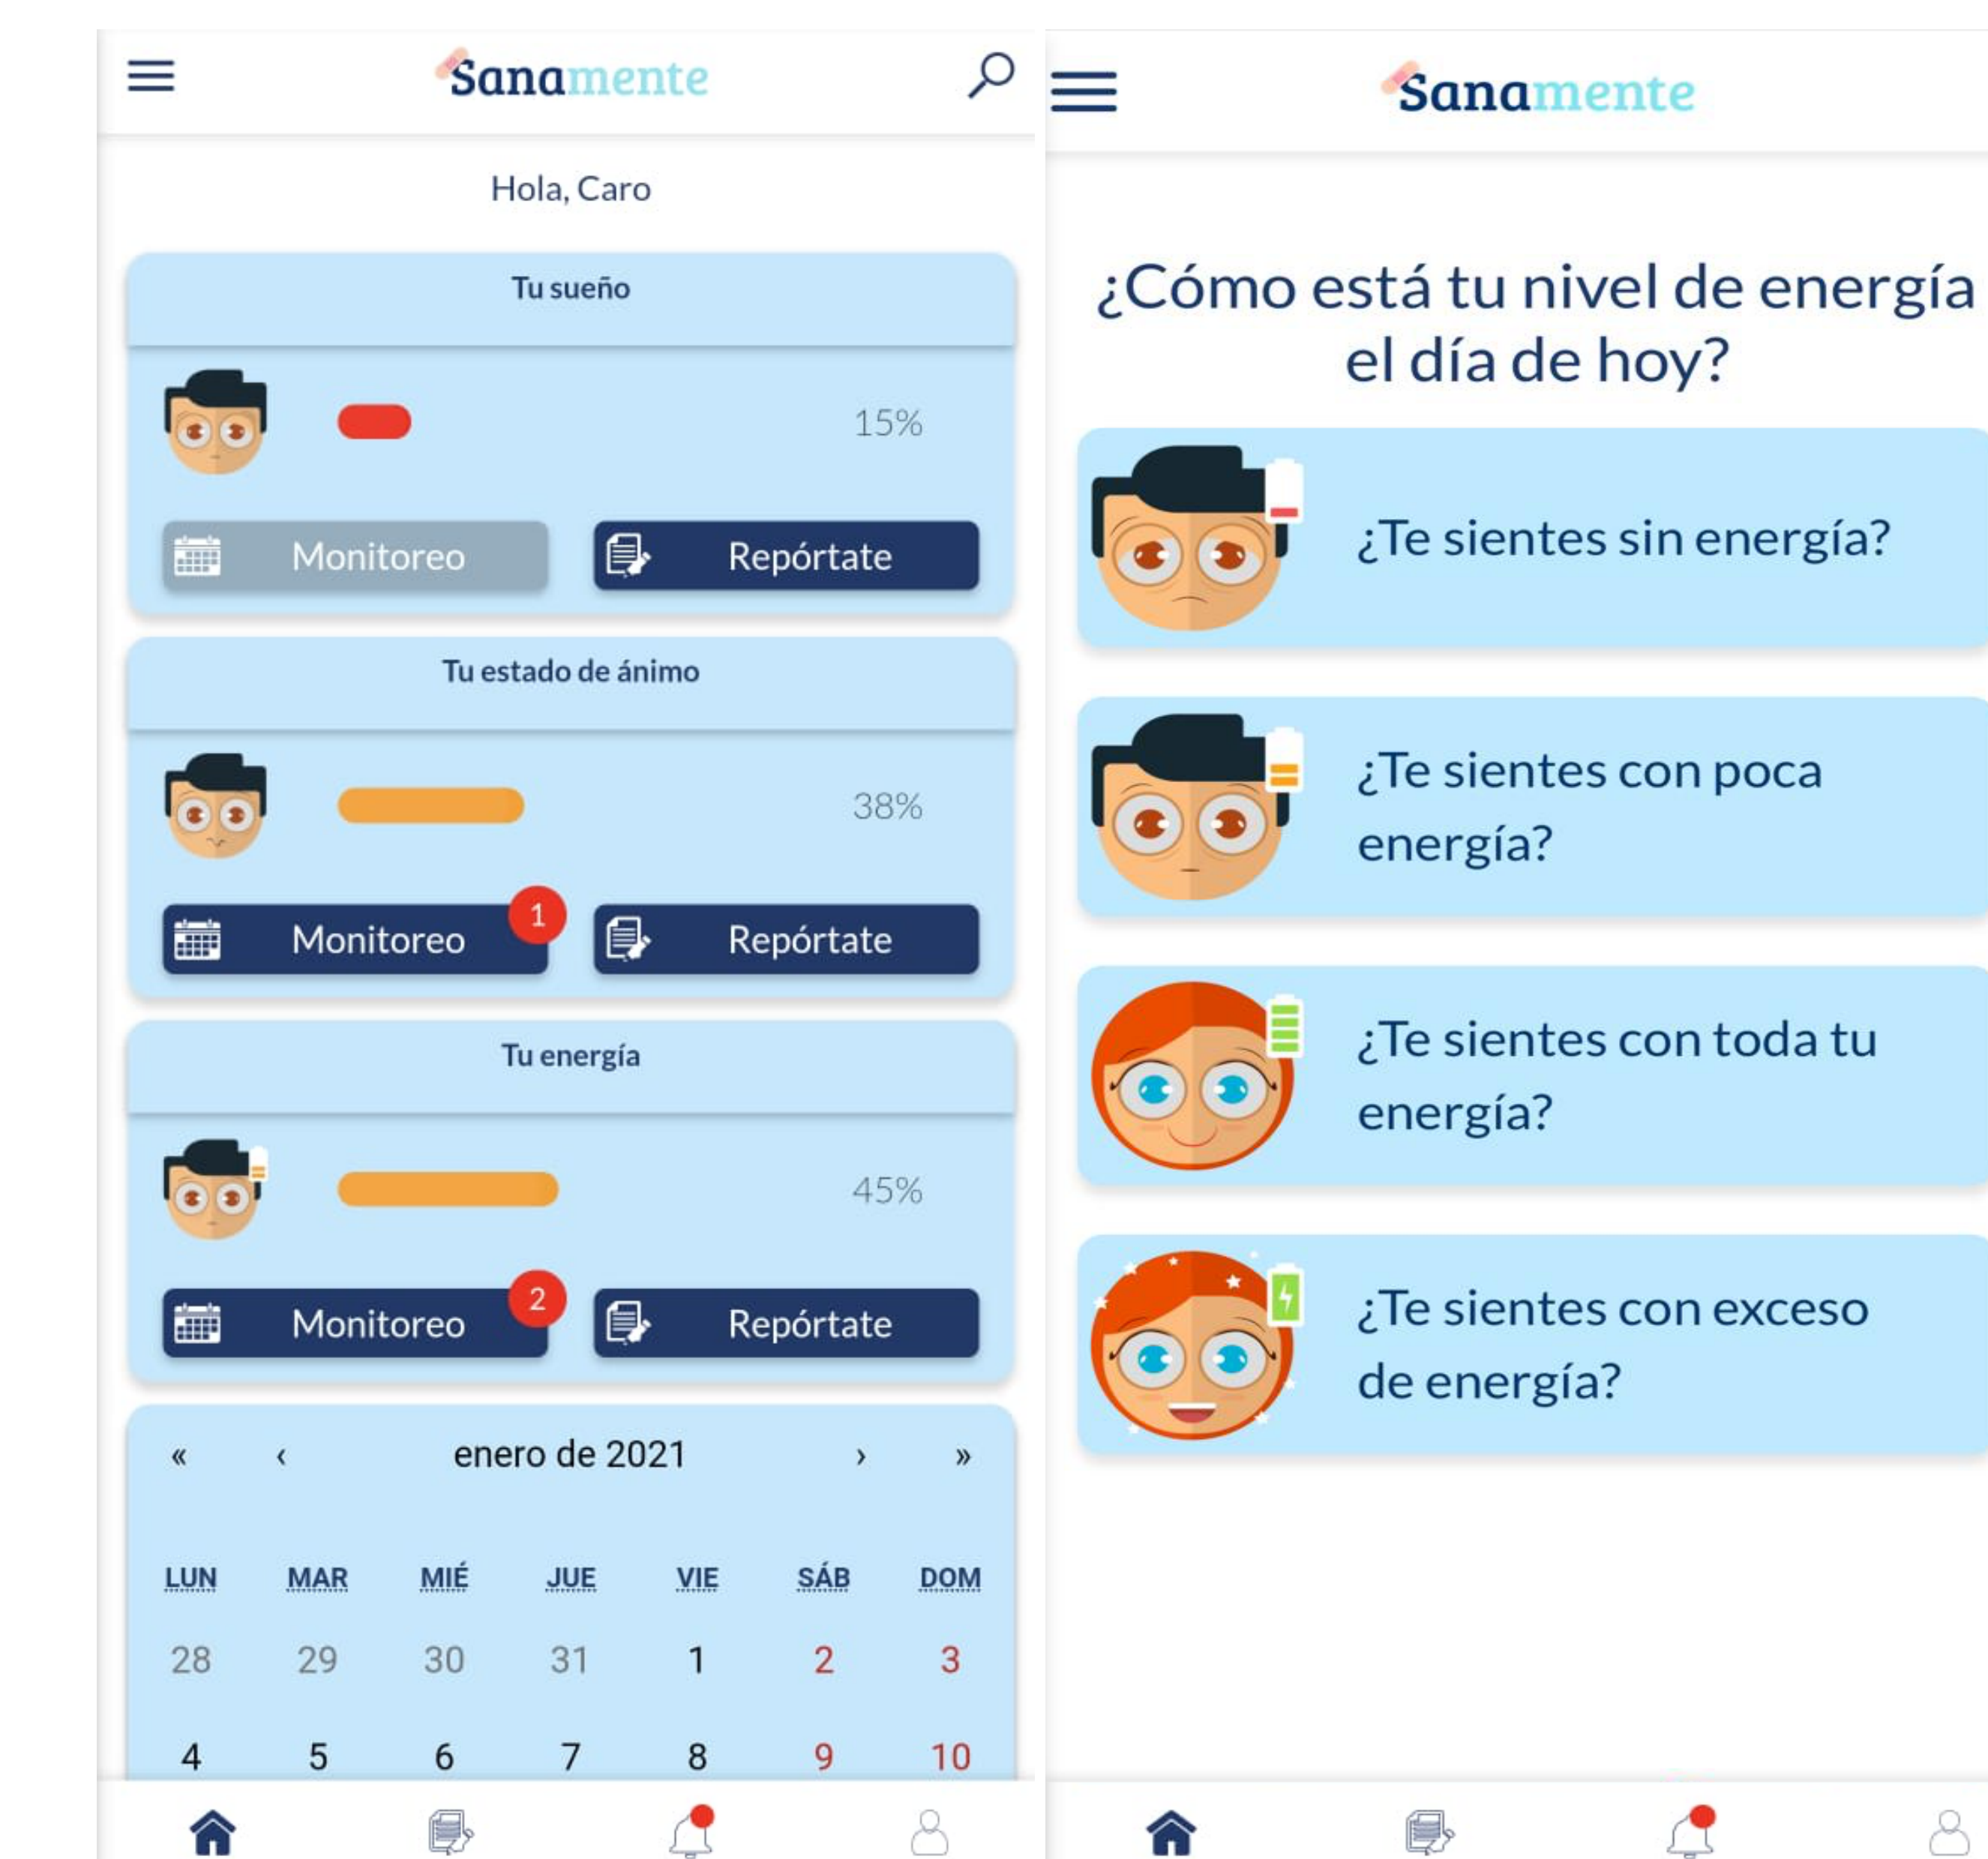 Sanamente
Hola, Caro
Tu sueño
15%
Monitoreo
Repórtate
Tu estado de ánimo
38%
Monitoreo
1
Repórtate
Tu energía
45%
Monitoreo
2
Repórtate
« ‹ enero de 2021 › »
LUN MAR MIÉ JUE VIE SÁB DOM
28 29 30 31 1 2 3
4 5 6 7 8 9 10
Sanamente
¿Cómo está tu nivel de energía
el día de hoy?
¿Te sientes sin energía?
¿Te sientes con poca
energía?
¿Te sientes con toda tu
energía?
¿Te sientes con exceso
de energía?